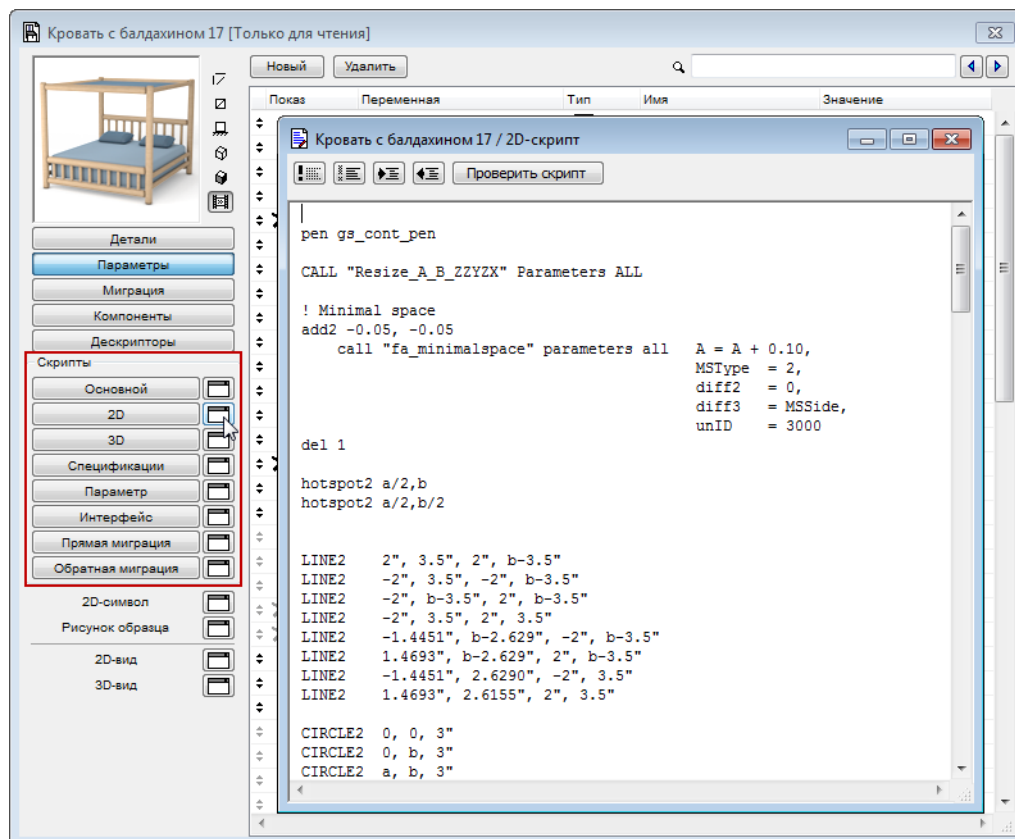 Кровать с балдахином 17 [Только для чтения]
Новый Удалить
Показ Переменная Тип Имя Значение
Детали
Параметры
Миграция
Компоненты
Дескрипторы
Скрипты
Основной
2D
3D
Спецификации
Параметр
Интерфейс
Прямая миграция
Обратная миграция
2D-символ
Рисунок образца
2D-вид
3D-вид
Кровать с балдахином 17 / 2D-скрипт
Проверить скрипт
pen gs_cont_pen
CALL "Resize_A_B_ZZYZX" Parameters ALL
! Minimal space
add2 -0.05, -0.05
call "fa_minimalspace" parameters all A = A + 0.10,
MSType = 2,
diff2 = 0,
diff3 = MSSide,
unID = 3000
del 1
hotspot2 a/2,b
hotspot2 a/2,b/2
LINE2 2", 3.5", 2", b-3.5"
LINE2 -2", 3.5", -2", b-3.5"
LINE2 -2", b-3.5", 2", b-3.5"
LINE2 -2", 3.5", 2", 3.5"
LINE2 -1.4451", b-2.629", -2", b-3.5"
LINE2 1.4693", b-2.629", 2", b-3.5"
LINE2 -1.4451", 2.6290", -2", 3.5"
LINE2 1.4693", 2.6155", 2", 3.5"
CIRCLE2 0, 0, 3"
CIRCLE2 0, b, 3"
CIRCLE2 a, b, 3"